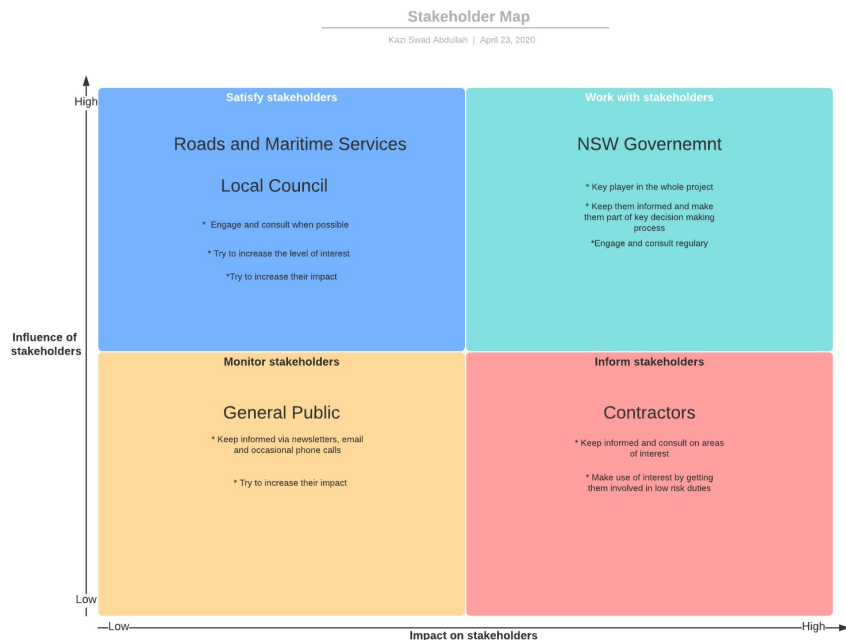 Stakeholder Map
Kazi Swad Abdullah | April 23, 2020
High
Satisfy stakeholders
Roads and Maritime Services
Local Council
* Engage and consult when possible
* Try to increase the level of interest
*Try to increase their impact
Work with stakeholders
NSW Governemnt
* Key player in the whole project
* Keep them informed and make
them part of key decision making
process
*Engage and consult regulary
Influence of
stakeholders
Monitor stakeholders
General Public
* Keep informed via newsletters, email
and occasional phone calls
* Try to increase their impact
Inform stakeholders
Contractors
* Keep informed and consult on areas
of interest
* Make use of interest by getting
them involved in low risk duties
Low
Low
High
Impact on stakeholders